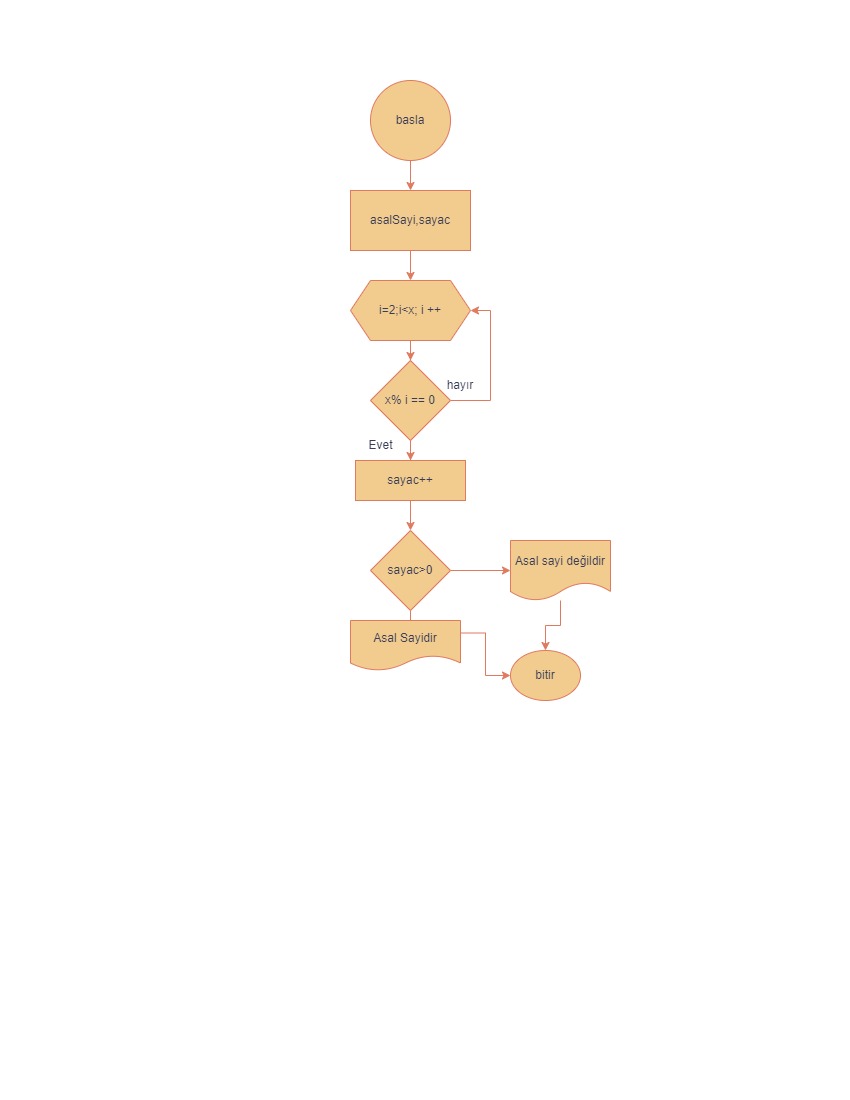 basla
asalSayi,sayac
i=2;i<x; i ++
hayır
x% i == 0
Evet
sayac++
sayac>0
Asal sayi değildir
Asal Sayidir
bitir